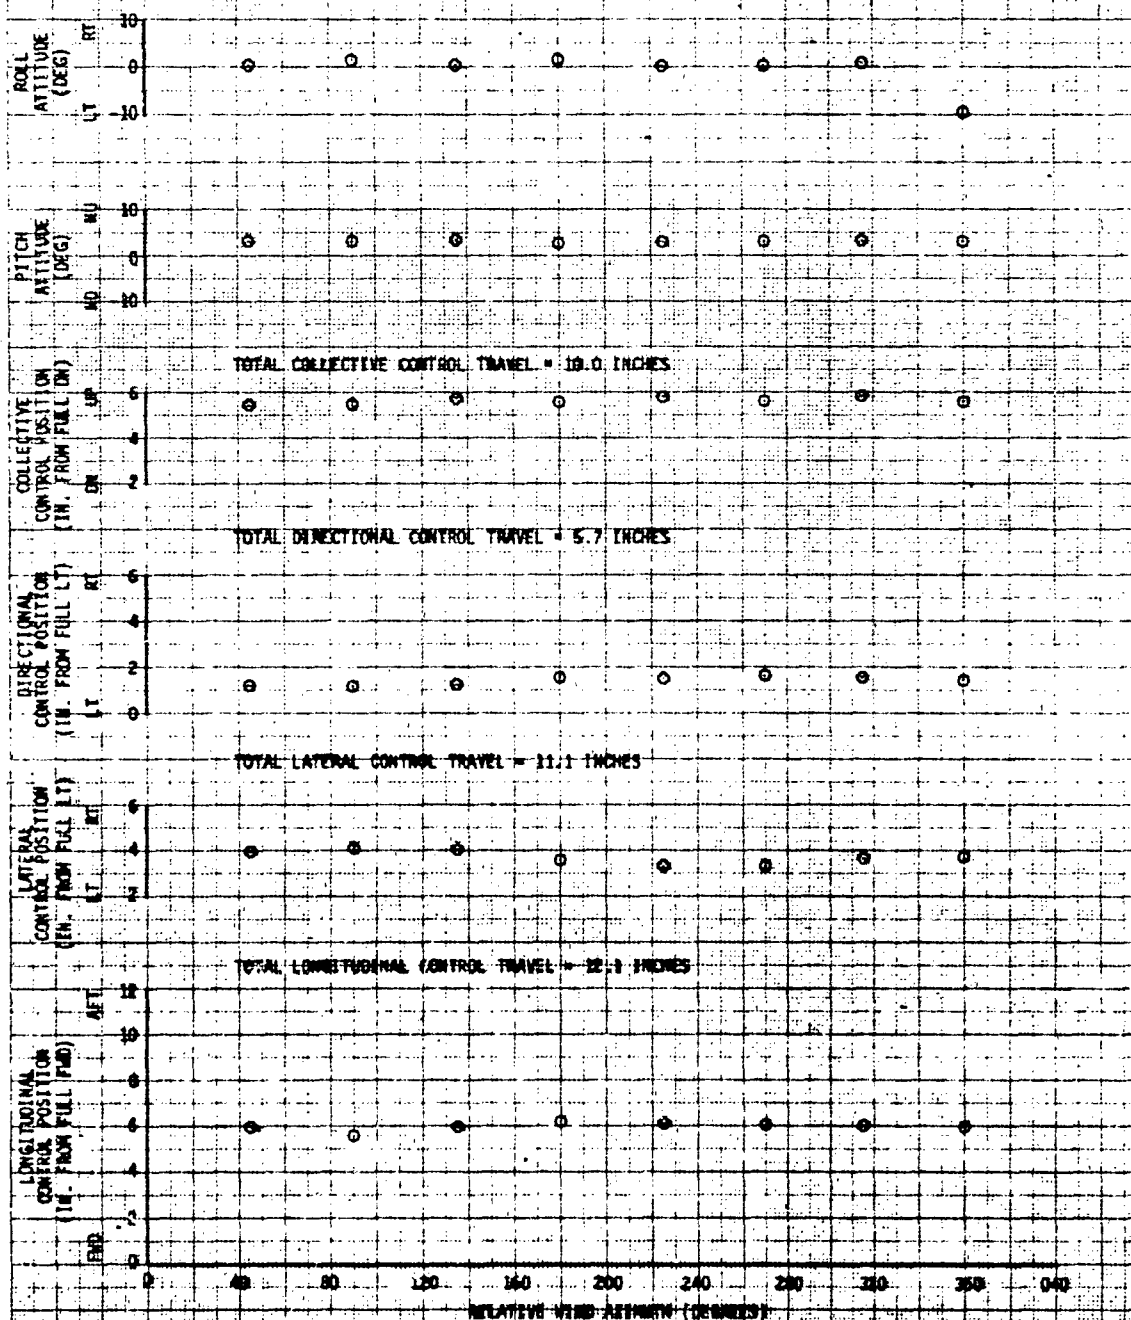 ROLL
ATTITUDE
(DEG)
LT RT
10
0
10
PITCH
ATTITUDE
(DEG)
ND NU
10
0
10
TOTAL COLLECTIVE CONTROL TRAVEL = 10.0 INCHES
COLLECTIVE
CONTROL POSITION
(IN. FROM FULL DN)
DN UP
6
4
2
TOTAL DIRECTIONAL CONTROL TRAVEL = 5.7 INCHES
DIRECTIONAL
CONTROL POSITION
(IN. FROM FULL LT)
LT RT
6
4
2
0
TOTAL LATERAL CONTROL TRAVEL = 11.1 INCHES
LATERAL
CONTROL POSITION
(IN. FROM FULL LT)
LT RT
6
4
2
TOTAL LONGITUDINAL CONTROL TRAVEL = 12.1 INCHES
LONGITUDINAL
CONTROL POSITION
(IN. FROM FULL FWD)
FWD AFT
12
10
8
6
4
2
0
0 40 80 120 160 200 240 280 320 360
RELATIVE WIND AZIMUTH (DEGREES)